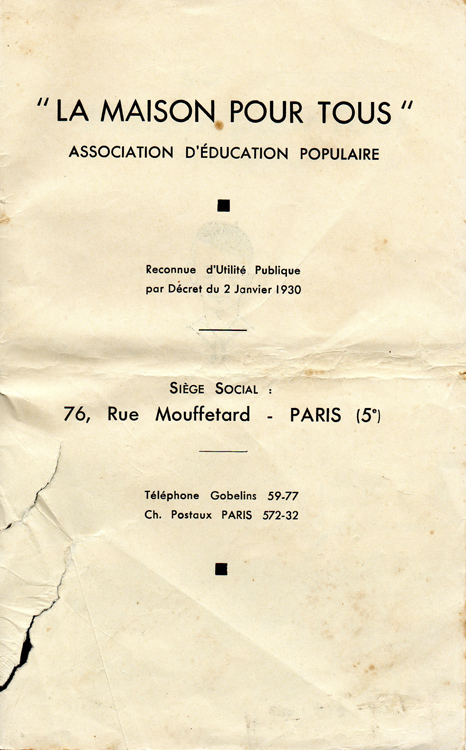 "LA MAISON POUR TOUS"
ASSOCIATION D'ÉDUCATION POPULAIRE
Reconnue d'Utilité Publique
par Décret du 2 Janvier 1930
SIÈGE SOCIAL :
76, Rue Mouffetard - PARIS (5e)
Téléphone Gobelins 59-77
Ch. Postaux PARIS 572-32